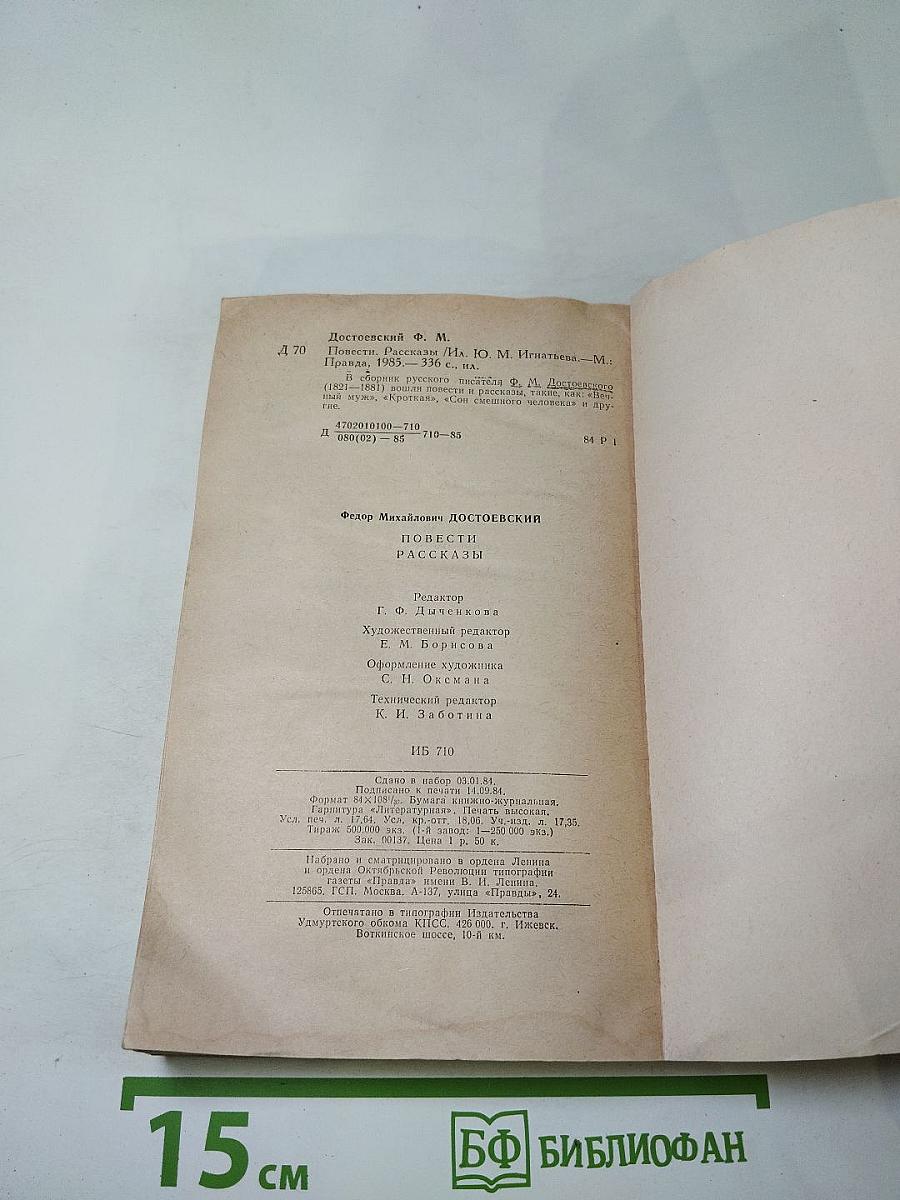 Достоевский Ф. М.
Д 70 Повести. Рассказы /Ил. Ю. М. Игнатьева.—М.:
Правда, 1985.— 336 с., ил.
В сборник русского писателя Ф. М. Достоевского
(1821—1881) вошли повести и рассказы, такие, как: «Веч-
ный муж», «Кроткая», «Сон смешного человека» и дру-
гие.
4702010100—710
Д 710—85
080(02) — 85
84 Р 1
Федор Михайлович ДОСТОЕВСКИЙ
ПОВЕСТИ
РАССКАЗЫ
Редактор
Г. Ф. Дыченкова
Художественный редактор
Е. М. Борисова
Оформление художника
С. Н. Оксмана
Технический редактор
К. И. Заботина
ИБ 710
Сдано в набор 03.01.84.
Подписано к печати 14.09.84.
Формат 84×108¹/₃₂. Бумага книжно-журнальная.
Гарнитура «Литературная». Печать высокая.
Усл. печ. л. 17,64. Усл. кр.-отт. 18,06. Уч.-изд. л. 17,35.
Тираж 500 000 экз. (1-й завод: 1—250 000 экз.)
Зак. 00137. Цена 1 р. 50 к.
Набрано и сматрицировано в ордена Ленина
и ордена Октябрьской Революции типографии
газеты «Правда» имени В. И. Ленина.
125865, ГСП, Москва, А-137, улица «Правды», 24.
Отпечатано в типографии Издательства
Удмуртского обкома КПСС. 426 000. г. Ижевск.
Воткинское шоссе, 10-й км.
15 см
БФ БИБЛИОФАН